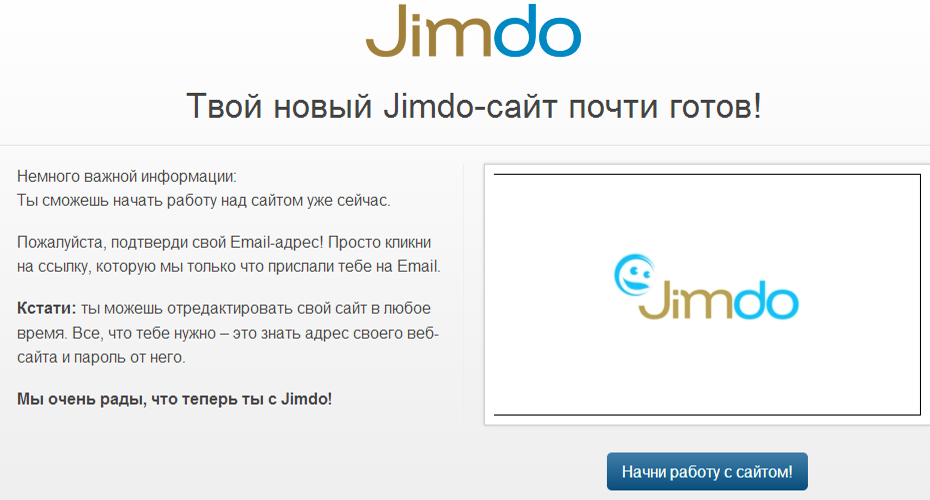 Jimdo
Твой новый Jimdo-сайт почти готов!
Немного важной информации:
Ты сможешь начать работу над сайтом уже сейчас.
Пожалуйста, подтверди свой Email-адрес! Просто кликни
на ссылку, которую мы только что прислали тебе на Email.
Кстати: ты можешь отредактировать свой сайт в любое
время. Все, что тебе нужно – это знать адрес своего веб-
сайта и пароль от него.
Мы очень рады, что теперь ты с Jimdo!
Jimdo
Начни работу с сайтом!